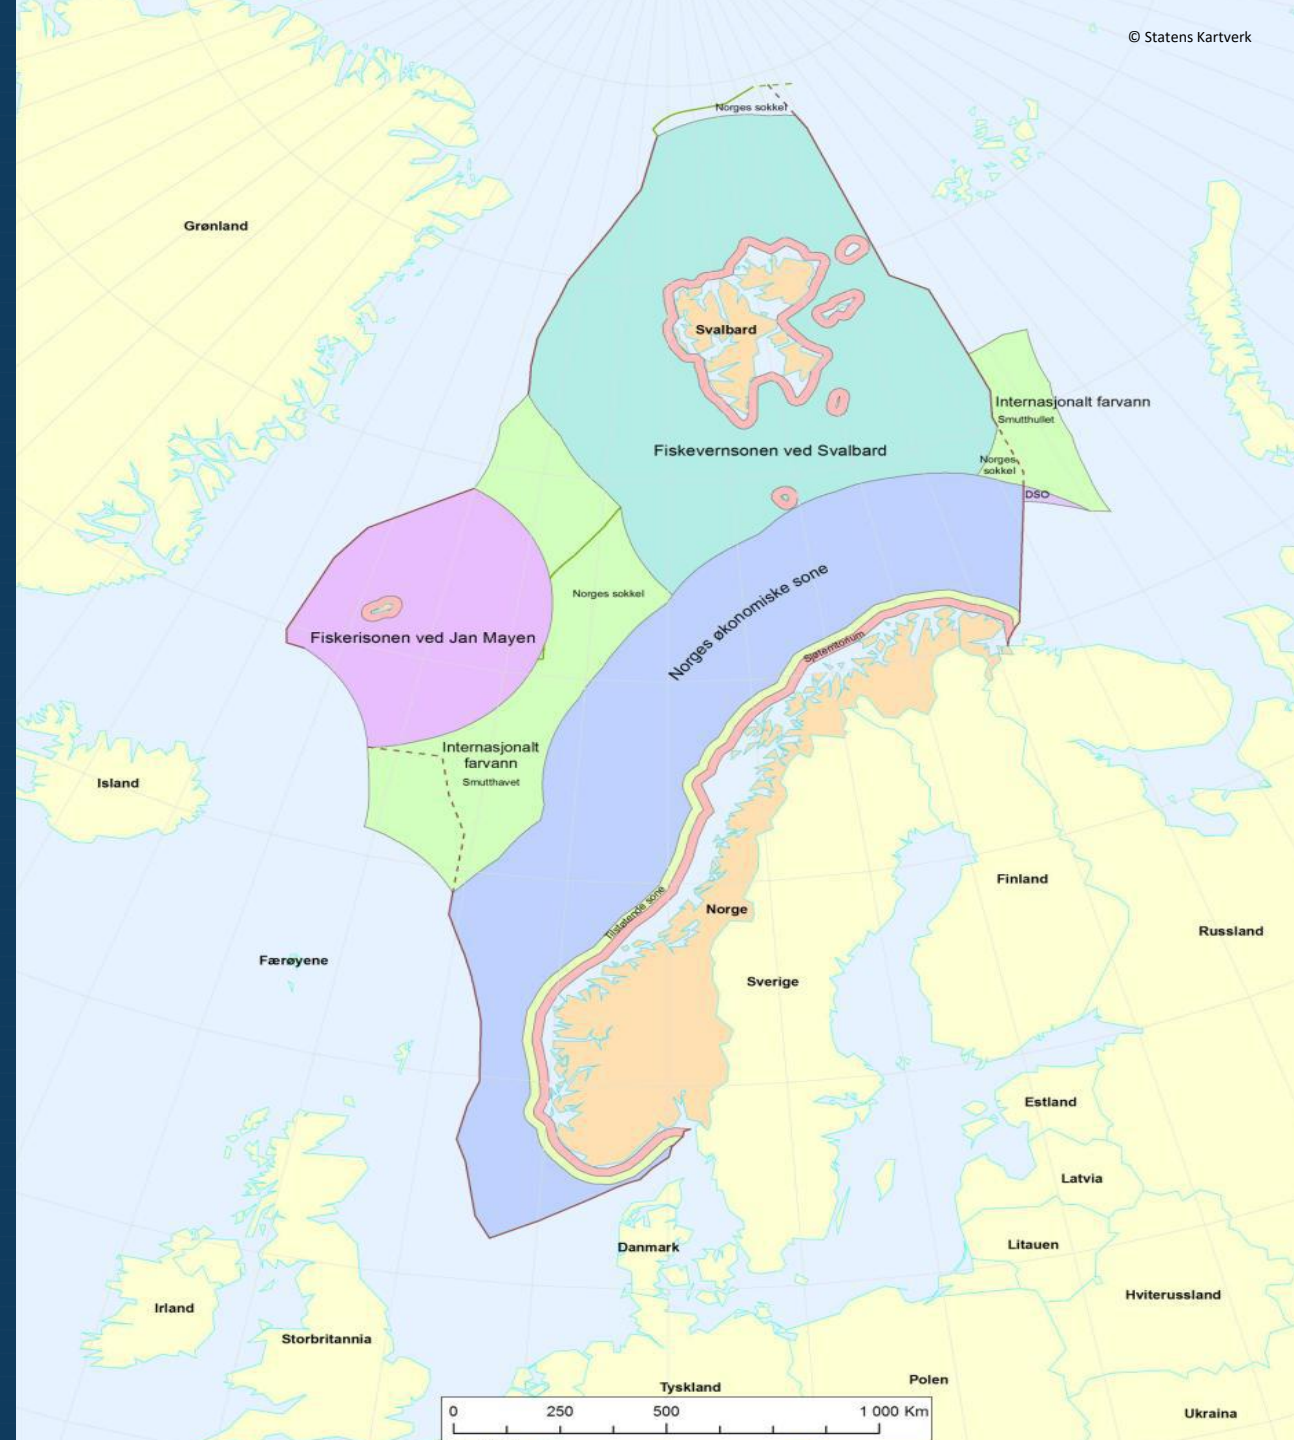 © Statens Kartverk
Norges sokkel
Grønland
Svalbard
Internasjonalt farvann
Smutthullet
Fiskevernsonen ved Svalbard
Norges
sokkel
DSO
Norges økonomiske sone
Norges sokkel
Fiskerisonen ved Jan Mayen
Sjøterritorium
Internasjonalt
farvann
Smutthavet
Island
Finland
Tilstøtende sone
Norge
Russland
Færøyene
Sverige
Estland
Latvia
Litauen
Danmark
Hviterussland
Irland
Storbritannia
Polen
Tyskland
Ukraina
0 250 500 1 000 Km